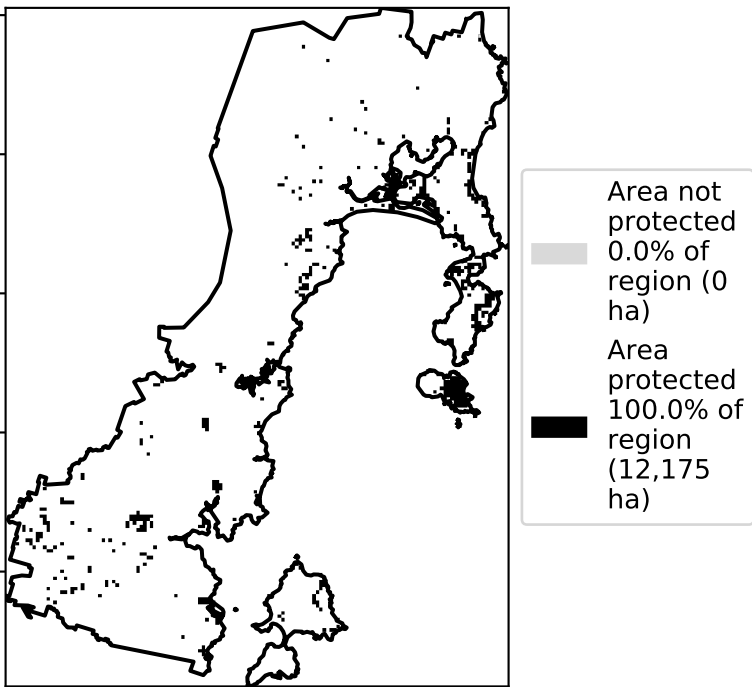 Area not
protected
0.0% of
region (0
ha)
Area
protected
100.0% of
region
(12,175
ha)